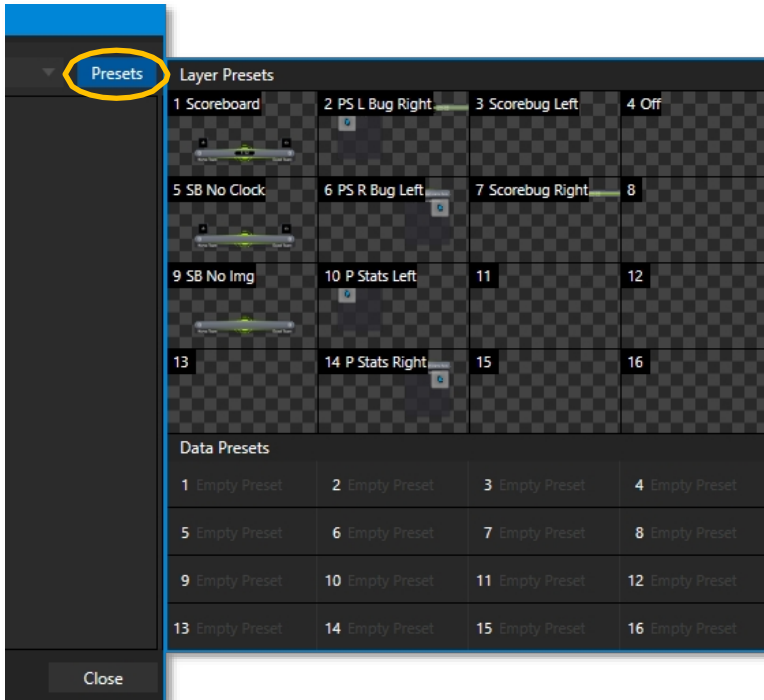 Presets
Layer Presets
1 Scoreboard
2 PS L Bug Right
3 Scorebug Left
4 Off
5 SB No Clock
6 PS R Bug Left
7 Scorebug Right
8
9 SB No Img
10 P Stats Left
11
12
13
14 P Stats Right
15
16
Data Presets
1 Empty Preset
2 Empty Preset
3 Empty Preset
4 Empty Preset
5 Empty Preset
6 Empty Preset
7 Empty Preset
8 Empty Preset
9 Empty Preset
10 Empty Preset
11 Empty Preset
12 Empty Preset
13 Empty Preset
14 Empty Preset
15 Empty Preset
16 Empty Preset
Close